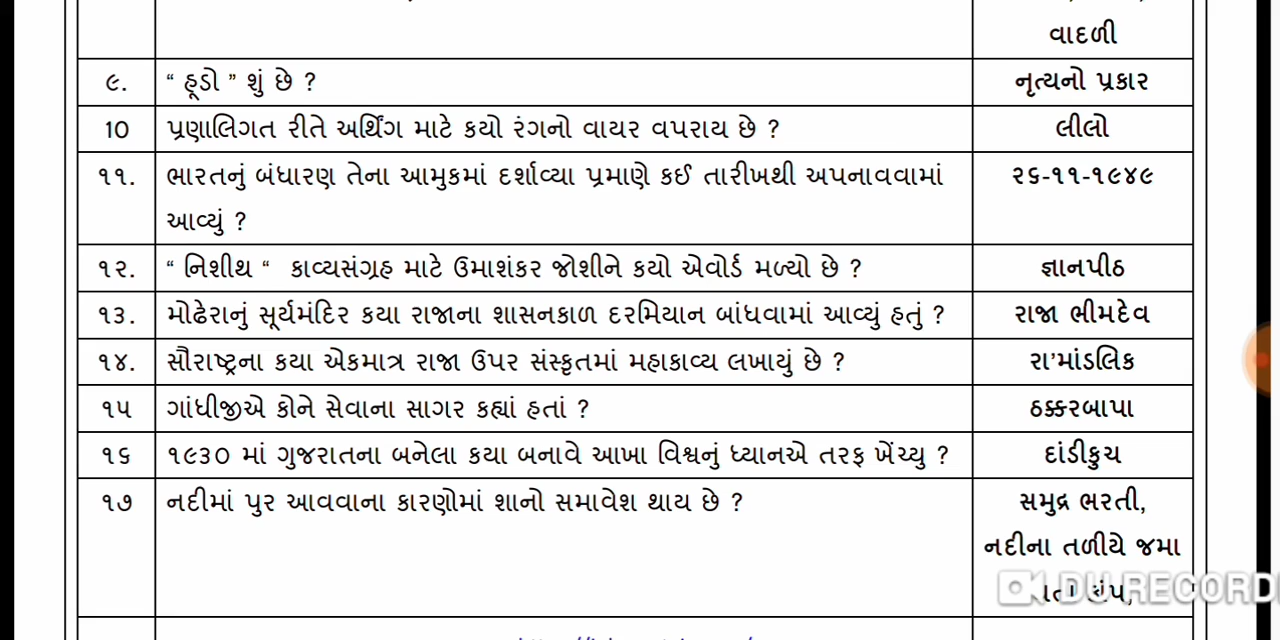 વાદળી
૯. “ હૂડો ” શું છે ? નૃત્યનો પ્રકાર
10 પ્રણાલિગત રીતે અર્થિંગ માટે કયો રંગનો વાયર વપરાય છે ? લીલો
૧૧. ભારતનું બંધારણ તેના આમુકમાં દર્શાવ્યા પ્રમાણે કઈ તારીખથી અપનાવવામાં ૨૬-૧૧-૧૯૪૯
આવ્યું ?
૧૨. “ નિશીથ “ કાવ્યસંગ્રહ માટે ઉમાશંકર જોશીને કયો એવોર્ડ મળ્યો છે ? જ્ઞાનપીઠ
૧૩. મોઢેરાનું સૂર્યમંદિર કયા રાજાના શાસનકાળ દરમિયાન બાંધવામાં આવ્યું હતું ? રાજા ભીમદેવ
૧૪. સૌરાષ્ટ્રના કયા એકમાત્ર રાજા ઉપર સંસ્કૃતમાં મહાકાવ્ય લખાયું છે ? રા’માંડલિક
૧૫ ગાંધીજીએ કોને સેવાના સાગર કહ્યાં હતાં ? ઠક્કરબાપા
૧૬ ૧૯૩૦ માં ગુજરાતના બનેલા કયા બનાવે આખા વિશ્વનું ધ્યાનએ તરફ ખેંચ્યુ ? દાંડીકુચ
૧૭ નદીમાં પુર આવવાના કારણોમાં શાનો સમાવેશ થાય છે ? સમુદ્ર ભરતી,
નદીના તળીયે જમા
DU RECORD